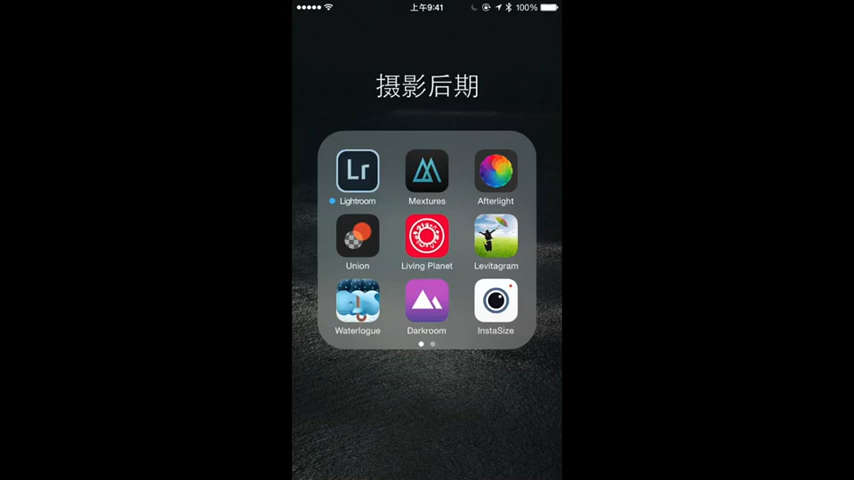 上午9:41
100%
摄影后期
Lr
Lightroom
Mextures
Afterlight
Union
Living Planet
Levitagram
Waterlogue
Darkroom
InstaSize